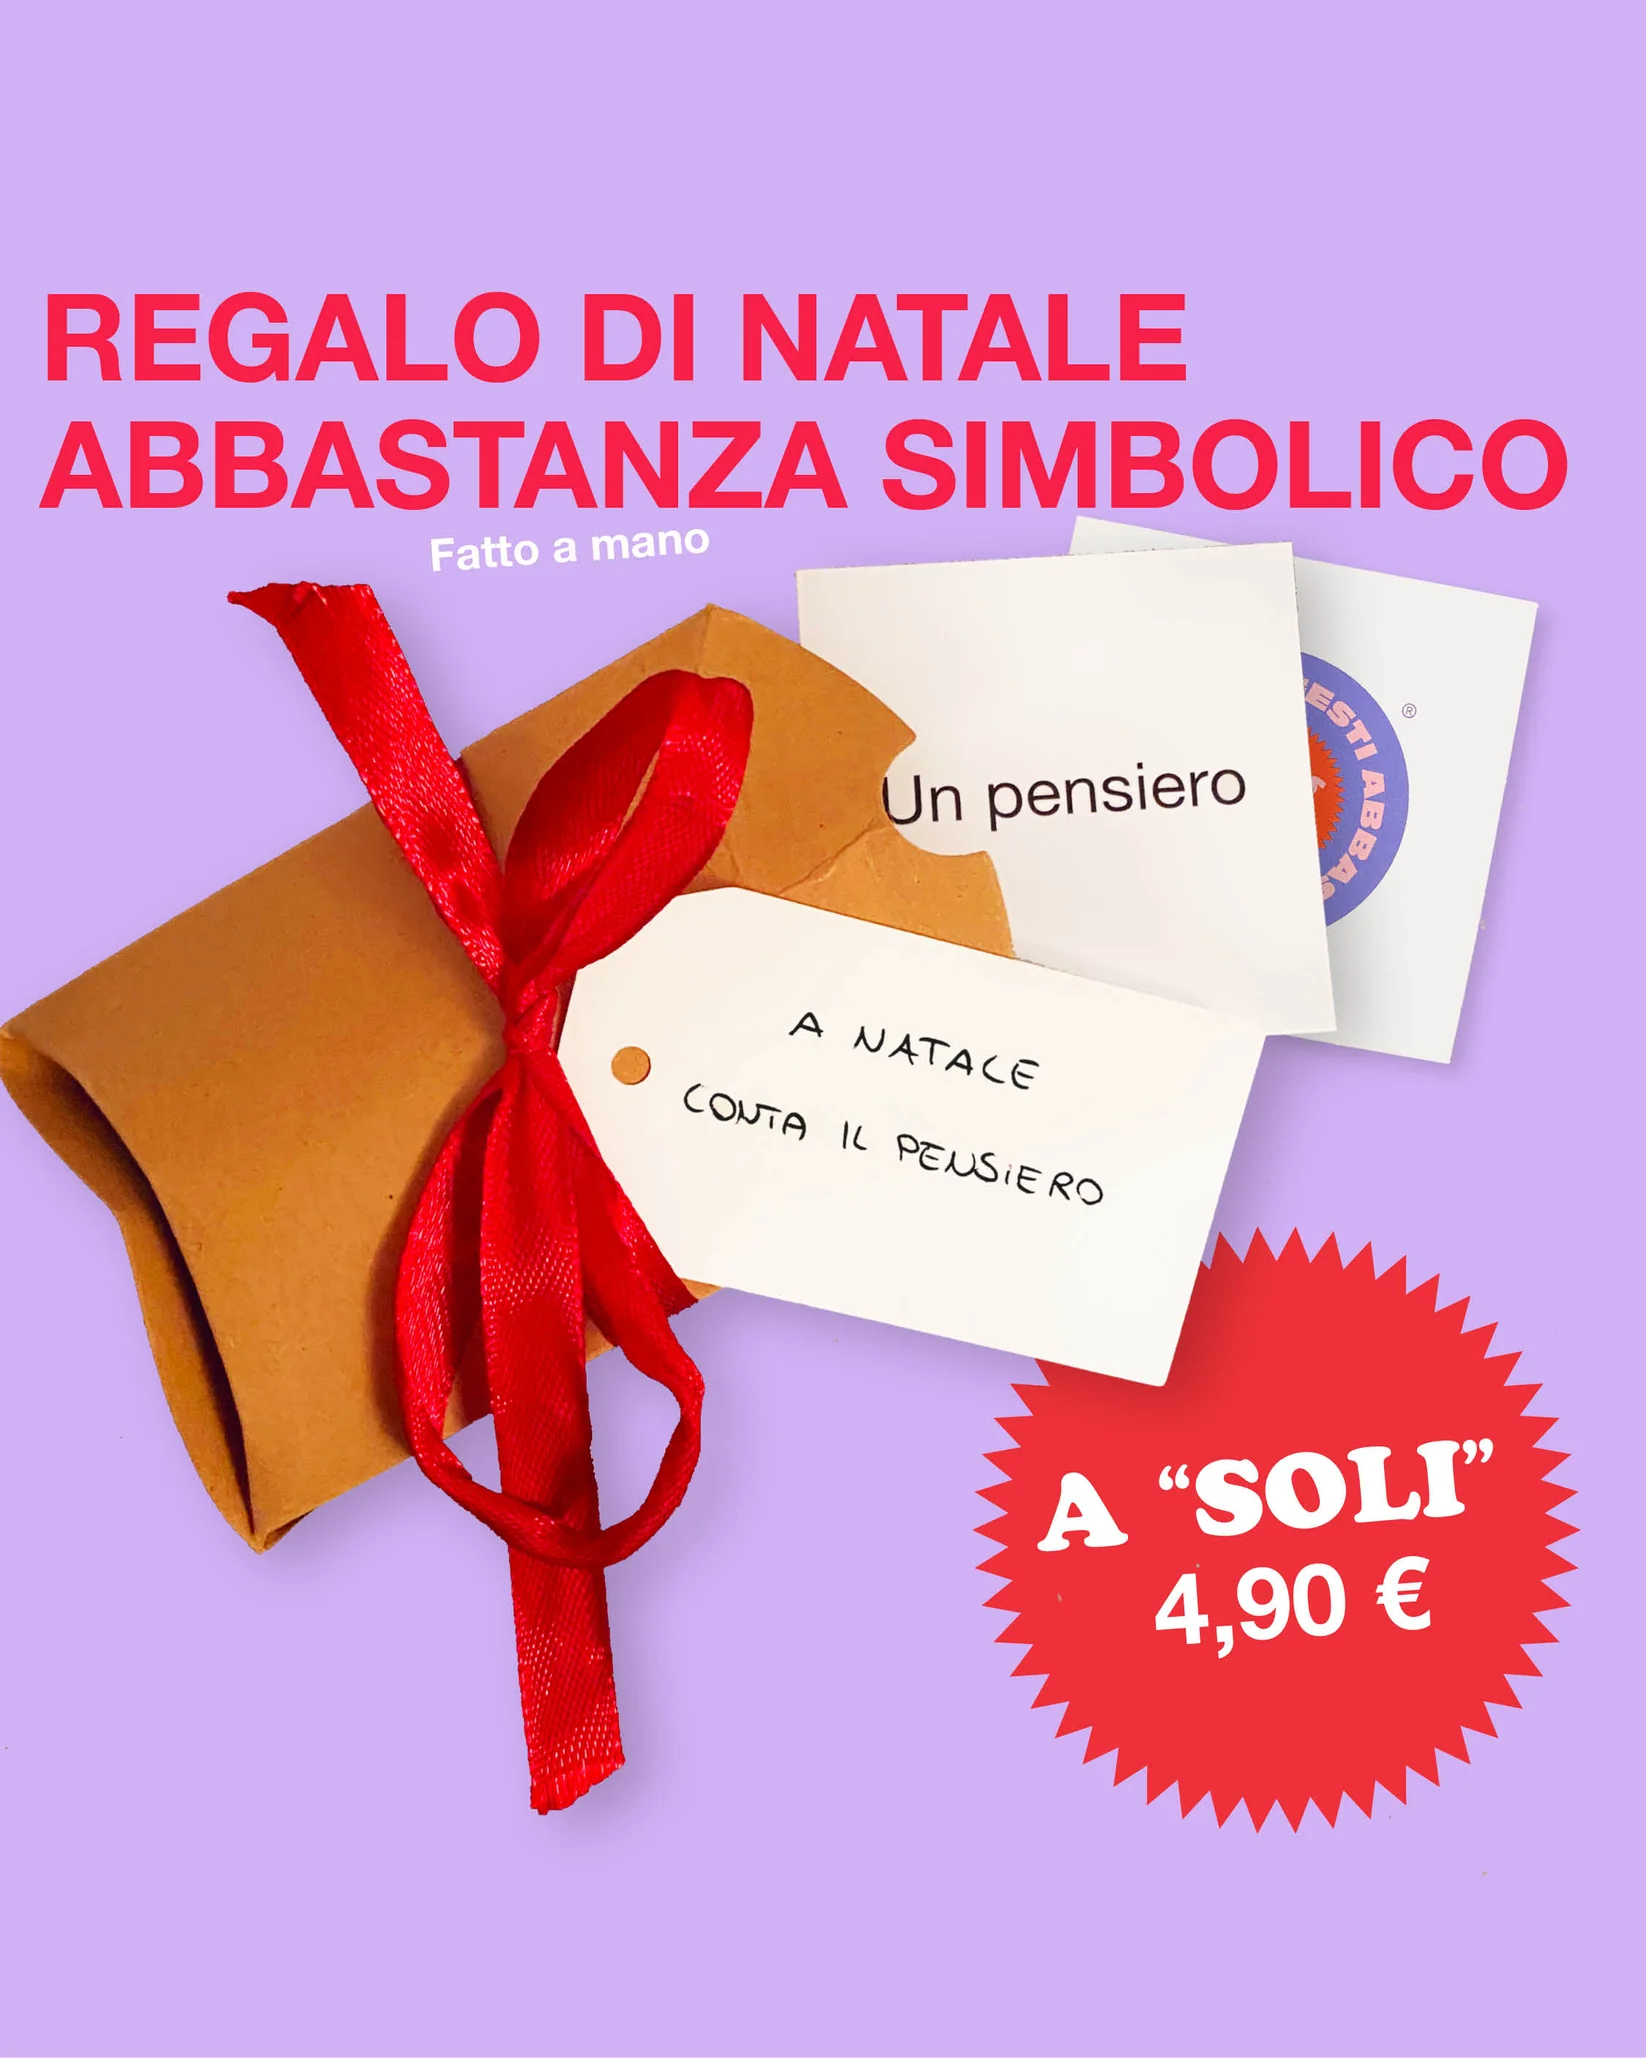 REGALO DI NATALE
ABBASTANZA SIMBOLICO
Fatto a mano
Un pensiero
®
A NATALE
CONTA IL PENSIERO
A “SOLI”
4,90 €